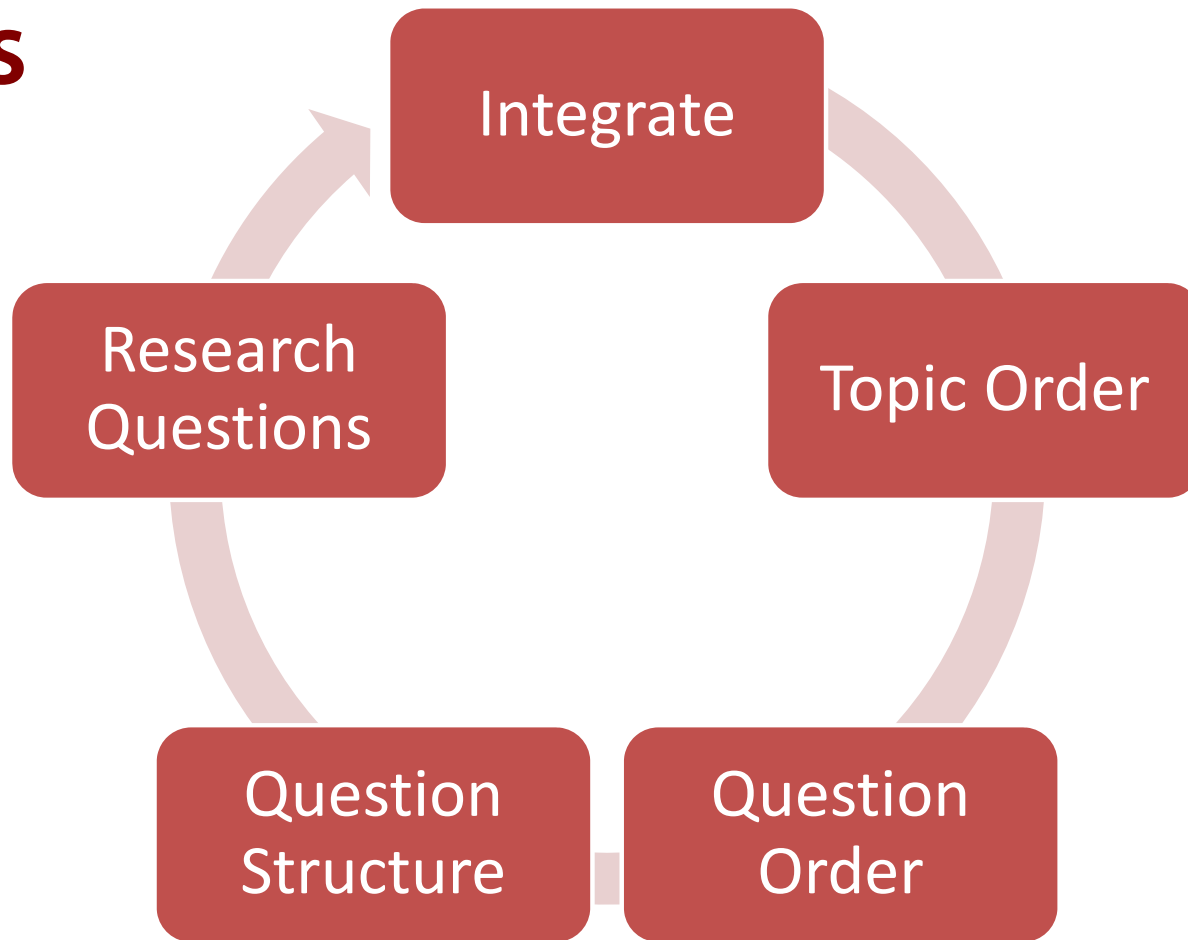 s
Integrate
Topic Order
Question
Order
Question
Structure
Research
Questions